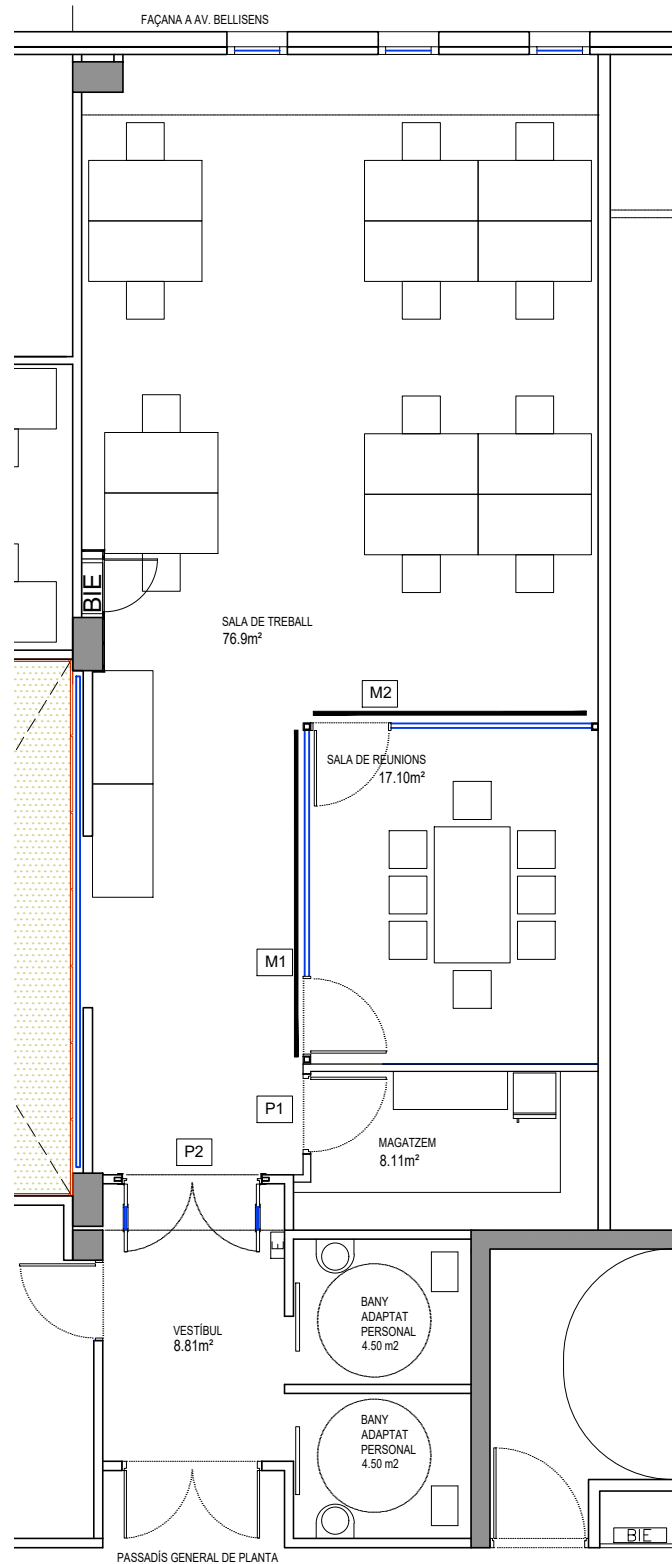 FAÇANA A AV. BELLISENS
BIE
SALA DE TREBALL
76.9m²
M2
SALA DE REUNIONS
17.10m²
M1
P1
MAGATZEM
8.11m²
P2
E
BANY
ADAPTAT
PERSONAL
4.50 m2
VESTÍBUL
8.81m²
BANY
ADAPTAT
PERSONAL
4.50 m2
BIE
PASSADÍS GENERAL DE PLANTA